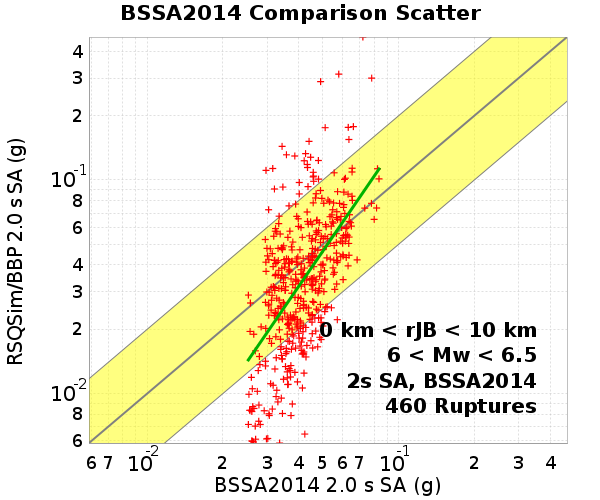 BSSA2014 Comparison Scatter
RSQSim/BBP 2.0 s SA (g)
4
3
2
10⁻¹
8
6
4
3
2
10⁻²
8
6
0 km < rJB < 10 km
6 < Mw < 6.5
2s SA, BSSA2014
460 Ruptures
6 7 10⁻² 2 3 4 5 6 7 10⁻¹ 2 3 4
BSSA2014 2.0 s SA (g)